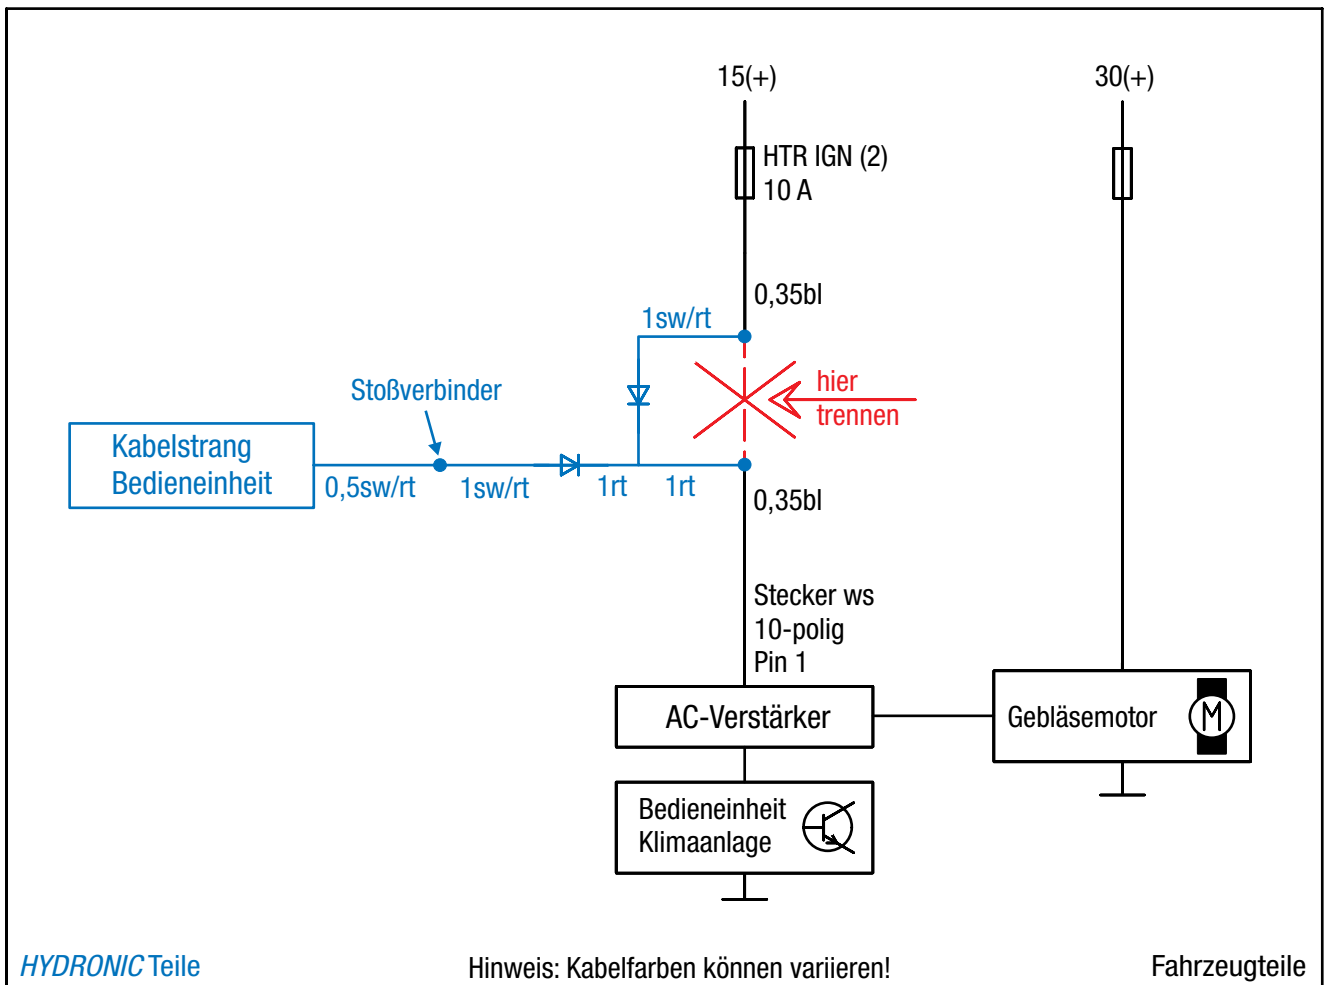 15(+)
30(+)
HTR IGN (2)
10 A
0,35bl
1sw/rt
hier
trennen
Stoßverbinder
Kabelstrang
Bedieneinheit
0,5sw/rt
1sw/rt
1rt
1rt
0,35bl
Stecker ws
10-polig
Pin 1
AC-Verstärker
Gebläsemotor
M
Bedieneinheit
Klimaanlage
HYDRONIC Teile
Hinweis: Kabelfarben können variieren!
Fahrzeugteile